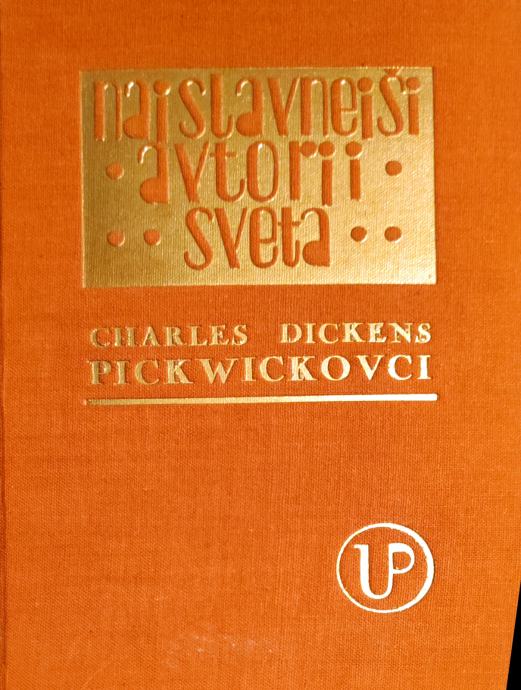 najslavnejši
avtorji
sveta
CHARLES DICKENS
PICKWICKOVCI
UP